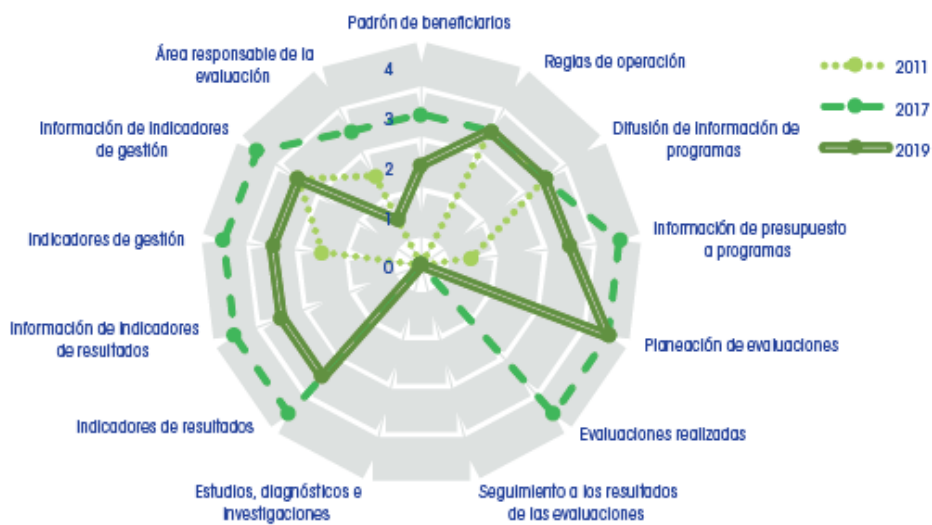 Padrón de beneficiarios
Reglas de operación
Difusión de información de
programas
Información de presupuesto
a programas
Planeación de evaluaciones
Evaluaciones realizadas
Seguimiento a los resultados
de las evaluaciones
Estudios, diagnósticos e
investigaciones
Indicadores de resultados
Información de indicadores
de resultados
Indicadores de gestión
Información de indicadores
de gestión
Área responsable de la
evaluación
4
3
2
1
0
2011
2017
2019